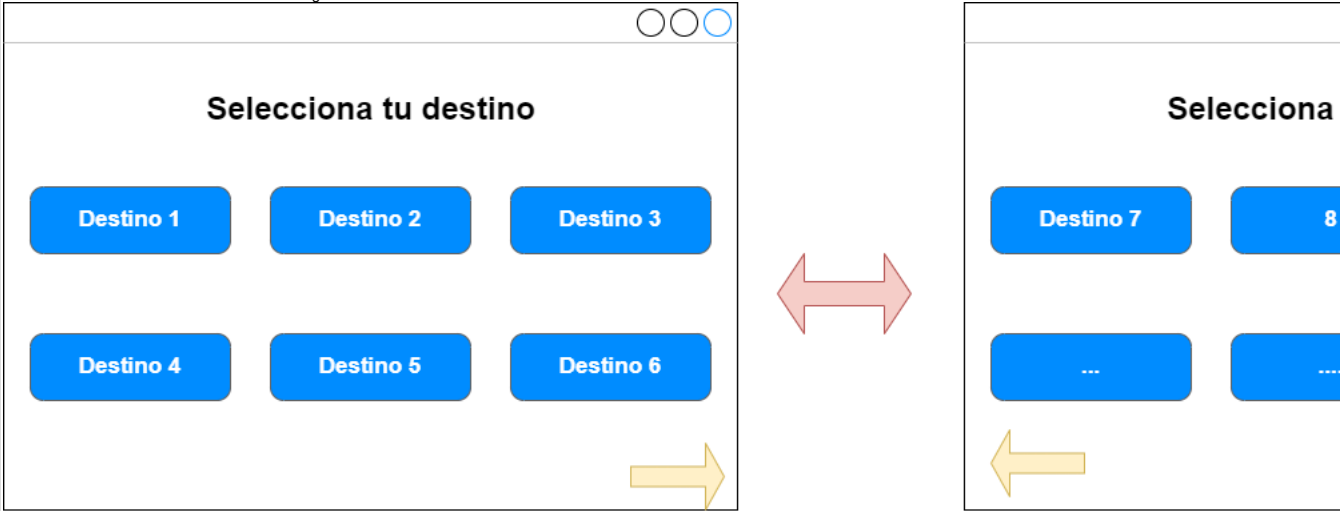 Selecciona tu destino
Destino 1
Destino 2
Destino 3
Destino 4
Destino 5
Destino 6
Selecciona
Destino 7
8
...
....